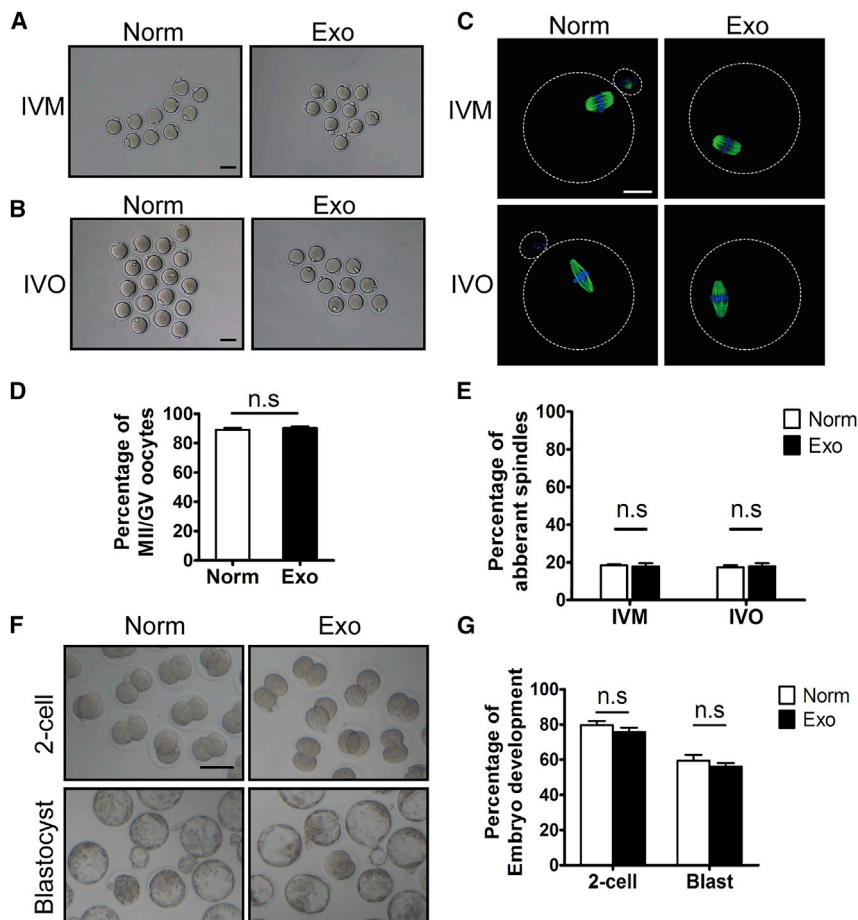 A
Norm
Exo
IVM
B
Norm
Exo
IVO
C
Norm
Exo
IVM
IVO
D
Percentage of
MII/GV oocytes
100
80
60
40
20
0
n.s
Norm
Exo
E
Percentage of
abberant spindles
100
80
60
40
20
0
n.s
n.s
IVM
IVO
Norm
Exo
F
Norm
Exo
2-cell
Blastocyst
G
Percentage of
Embryo development
100
80
60
40
20
0
n.s
n.s
2-cell
Blast
Norm
Exo